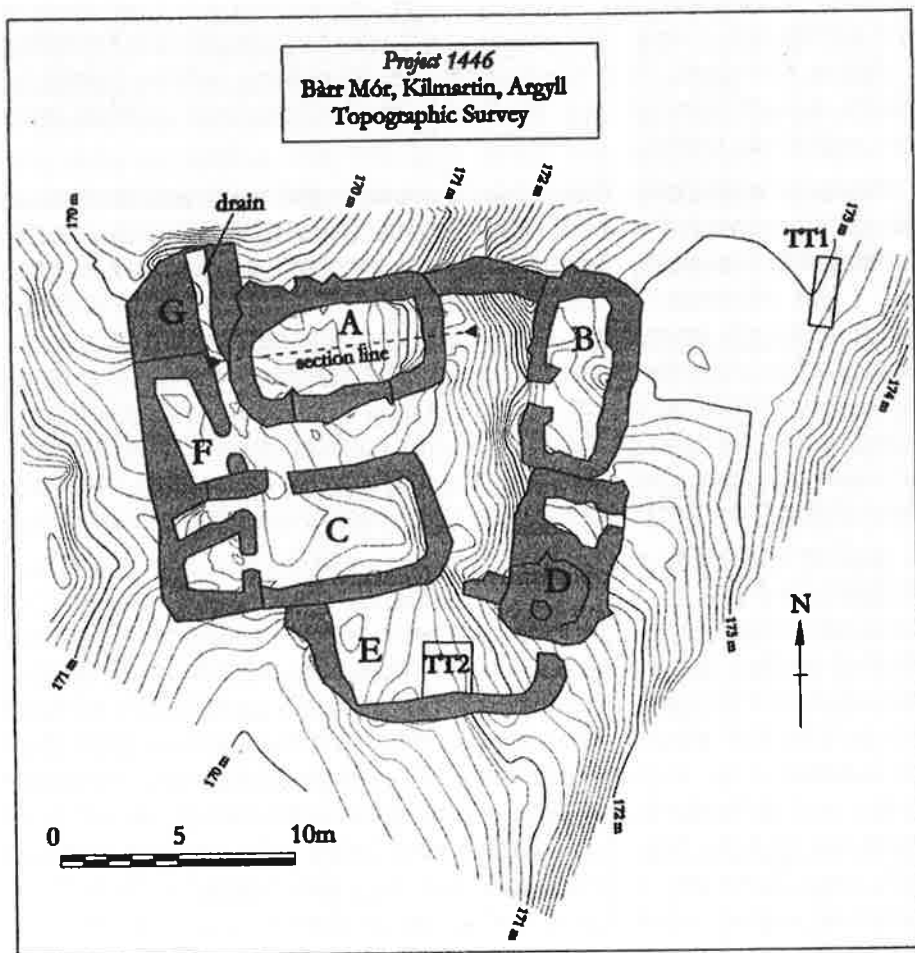 Project 1446
Bàrr Mór, Kilmartin, Argyll
Topographic Survey
170 m
drain
170 m
171 m
172 m
175 m
TT1
G
A
B
section line
174 m
F
C
D
N
E
TT2
173 m
171 m
170 m
172 m
0 5 10m
171 m